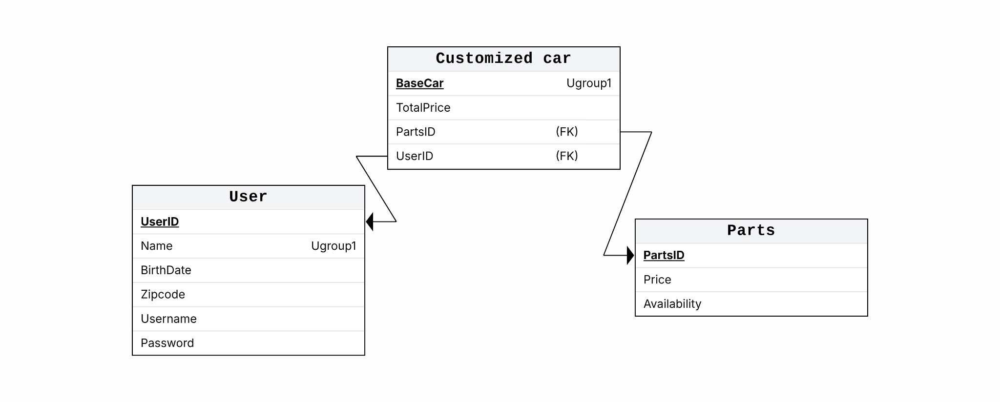 Customized car
BaseCar Ugroup1
TotalPrice
PartsID (FK)
UserID (FK)
User
UserID
Name Ugroup1
BirthDate
Zipcode
Username
Password
Parts
PartsID
Price
Availability